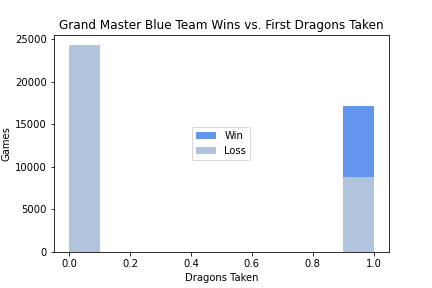 Grand Master Blue Team Wins vs. First Dragons Taken
25000
20000
15000
10000
5000
0
Games
Win
Loss
0.0 0.2 0.4 0.6 0.8 1.0
Dragons Taken